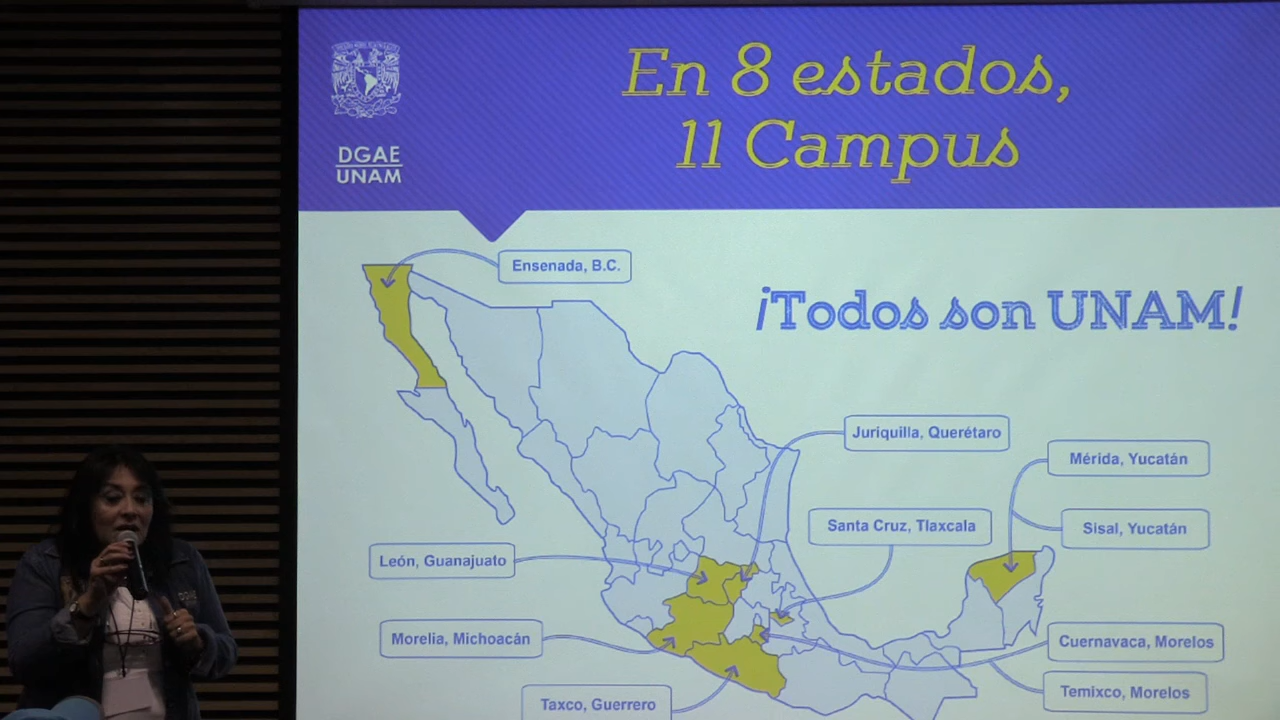 En 8 estados,
11 Campus
DGAE
UNAM
Ensenada, B.C.
¡Todos son UNAM!
Juriquilla, Querétaro
Mérida, Yucatán
Santa Cruz, Tlaxcala
Sisal, Yucatán
León, Guanajuato
Morelia, Michoacán
Cuernavaca, Morelos
Temixco, Morelos
Taxco, Guerrero